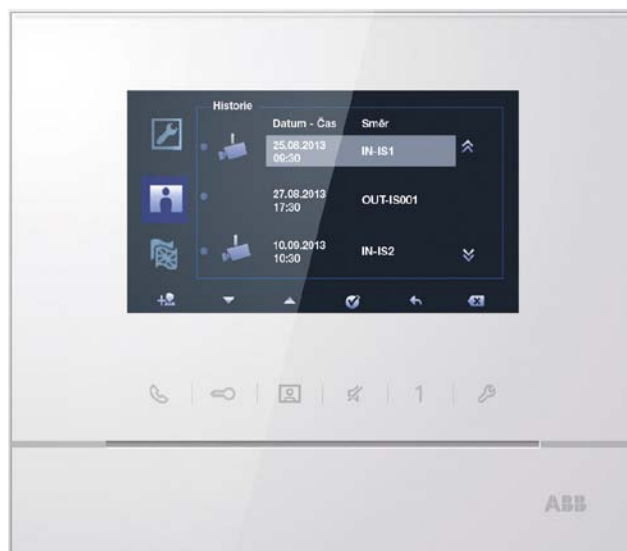 Historie
Datum - Čas Směr
25.08.2013
09:30
IN-IS1
27.08.2013
17:30
OUT-IS001
10.09.2013
10:30
IN-IS2
1
ABB